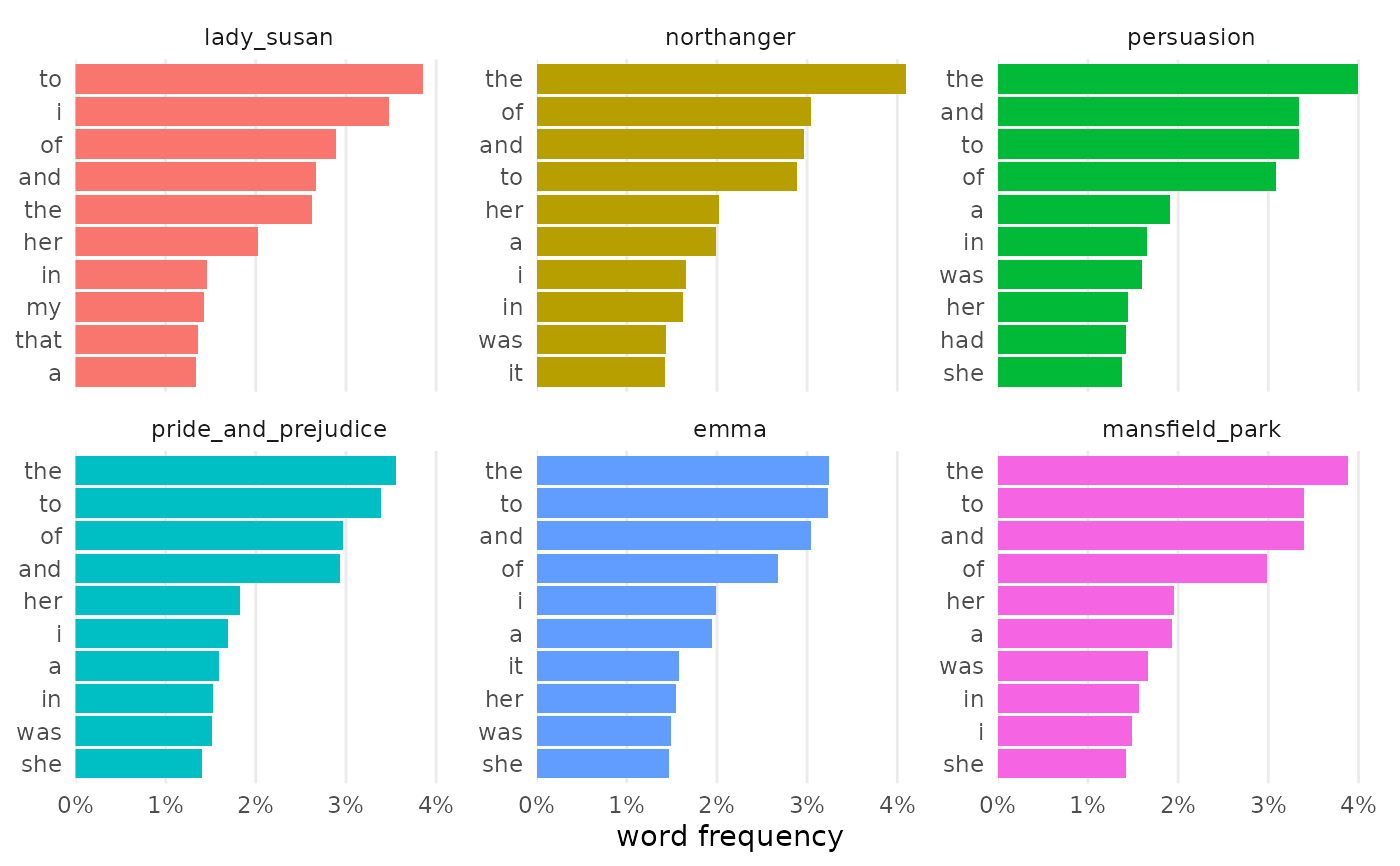 lady_susan
to
i
of
and
the
her
in
my
that
a
northanger
the
of
and
to
her
a
i
in
was
it
persuasion
the
and
to
of
a
in
was
her
had
she
pride_and_prejudice
the
to
of
and
her
i
a
in
was
she
0% 1% 2% 3% 4%
emma
the
to
and
of
i
a
it
her
was
she
0% 1% 2% 3% 4%
mansfield_park
the
to
and
of
her
a
was
in
i
she
0% 1% 2% 3% 4%
word frequency